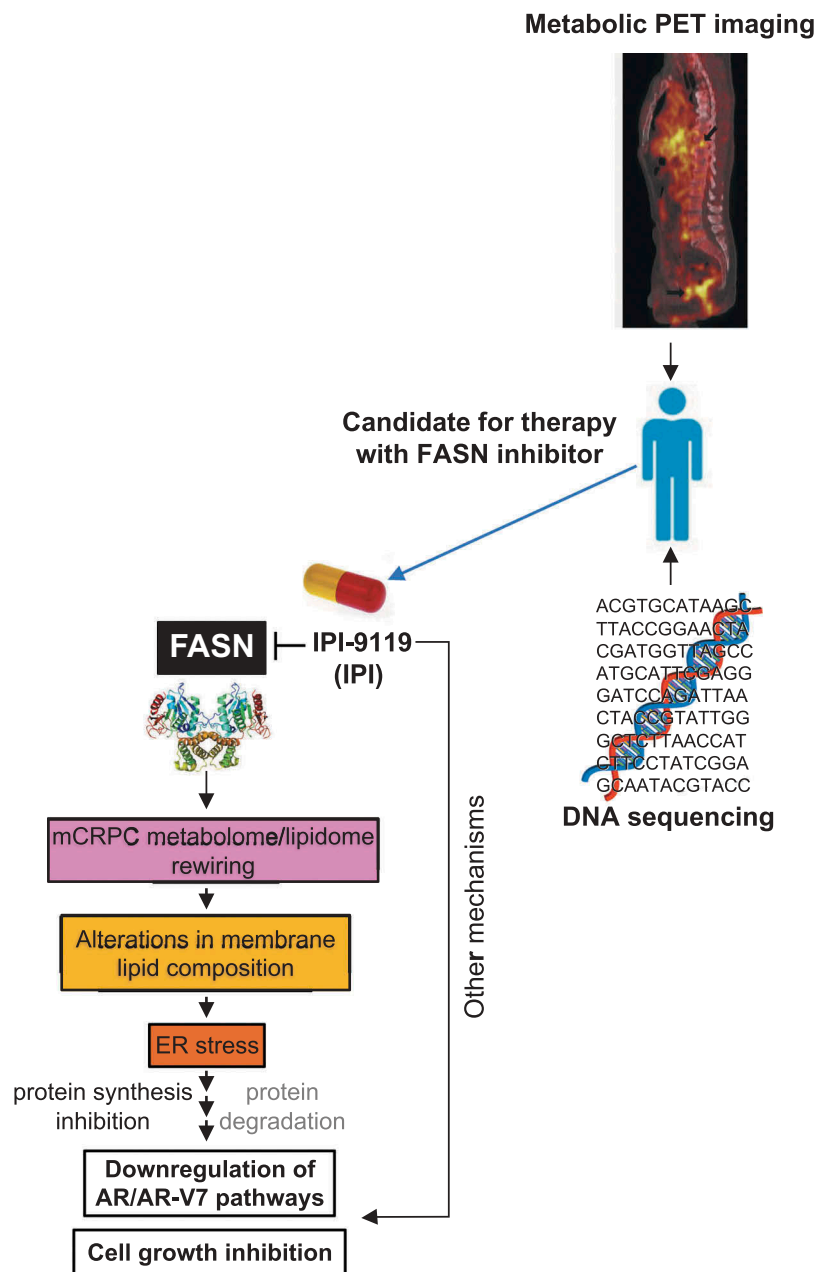 Metabolic PET imaging
Candidate for therapy
with FASN inhibitor
FASN
IPI-9119
(IPI)
ACGTGCATAAGC
TTACCGGAACTA
CGATGGTTAGCC
ATGCATTCGAGG
GATCCAGATTAA
CTACCGTATTGG
GCTCTTAACCAT
CTTCCTATCGGA
GCAATACGTACC
DNA sequencing
mCRPC metabolome/lipidome
rewiring
Alterations in membrane
lipid composition
ER stress
protein synthesis
inhibition
protein
degradation
Other mechanisms
Downregulation of
AR/AR-V7 pathways
Cell growth inhibition